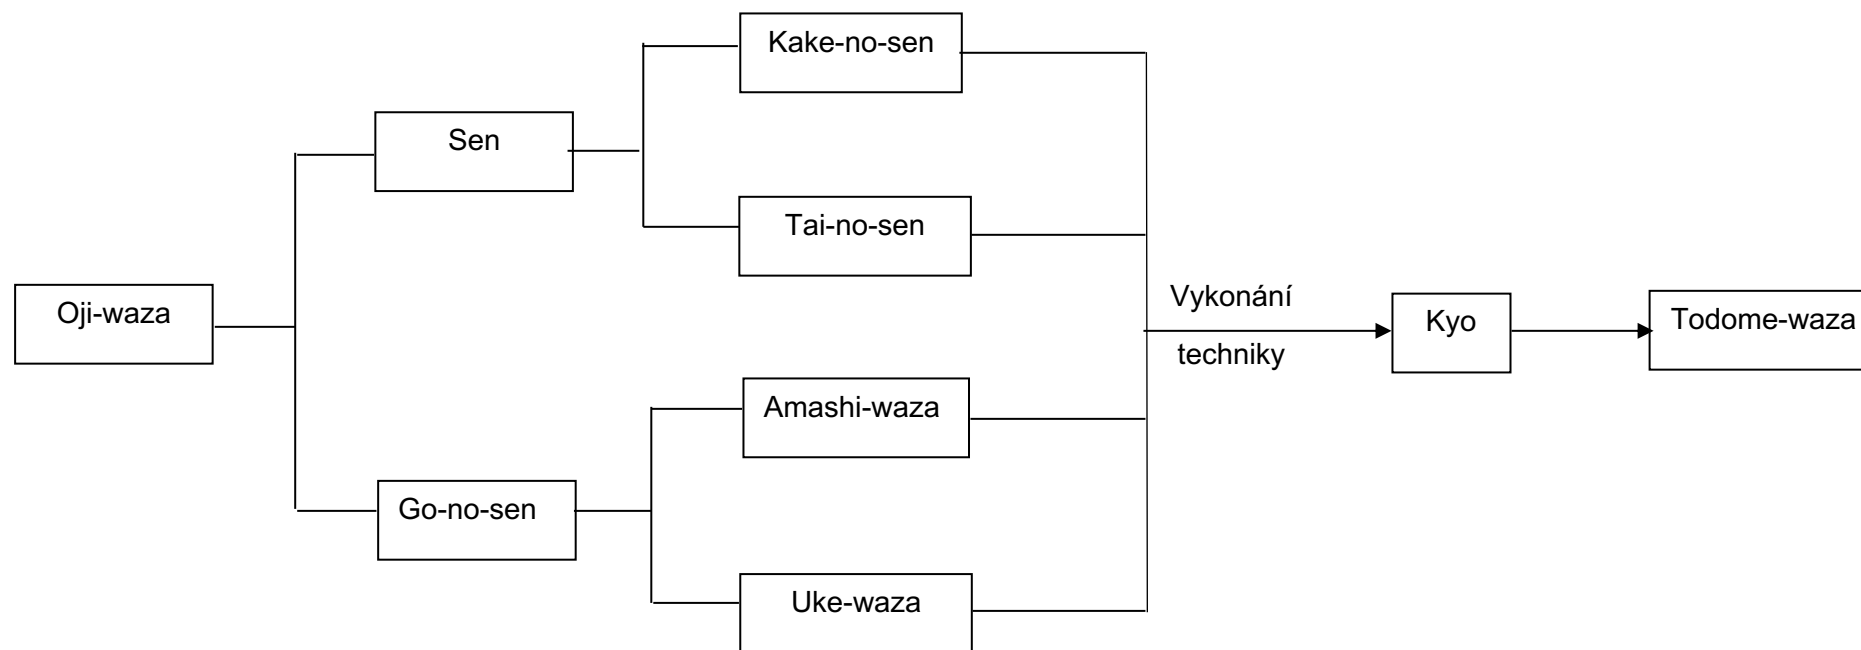 Kake-no-sen
Sen
Tai-no-sen
Oji-waza
Vykonání
techniky
Kyo
Todome-waza
Amashi-waza
Go-no-sen
Uke-waza